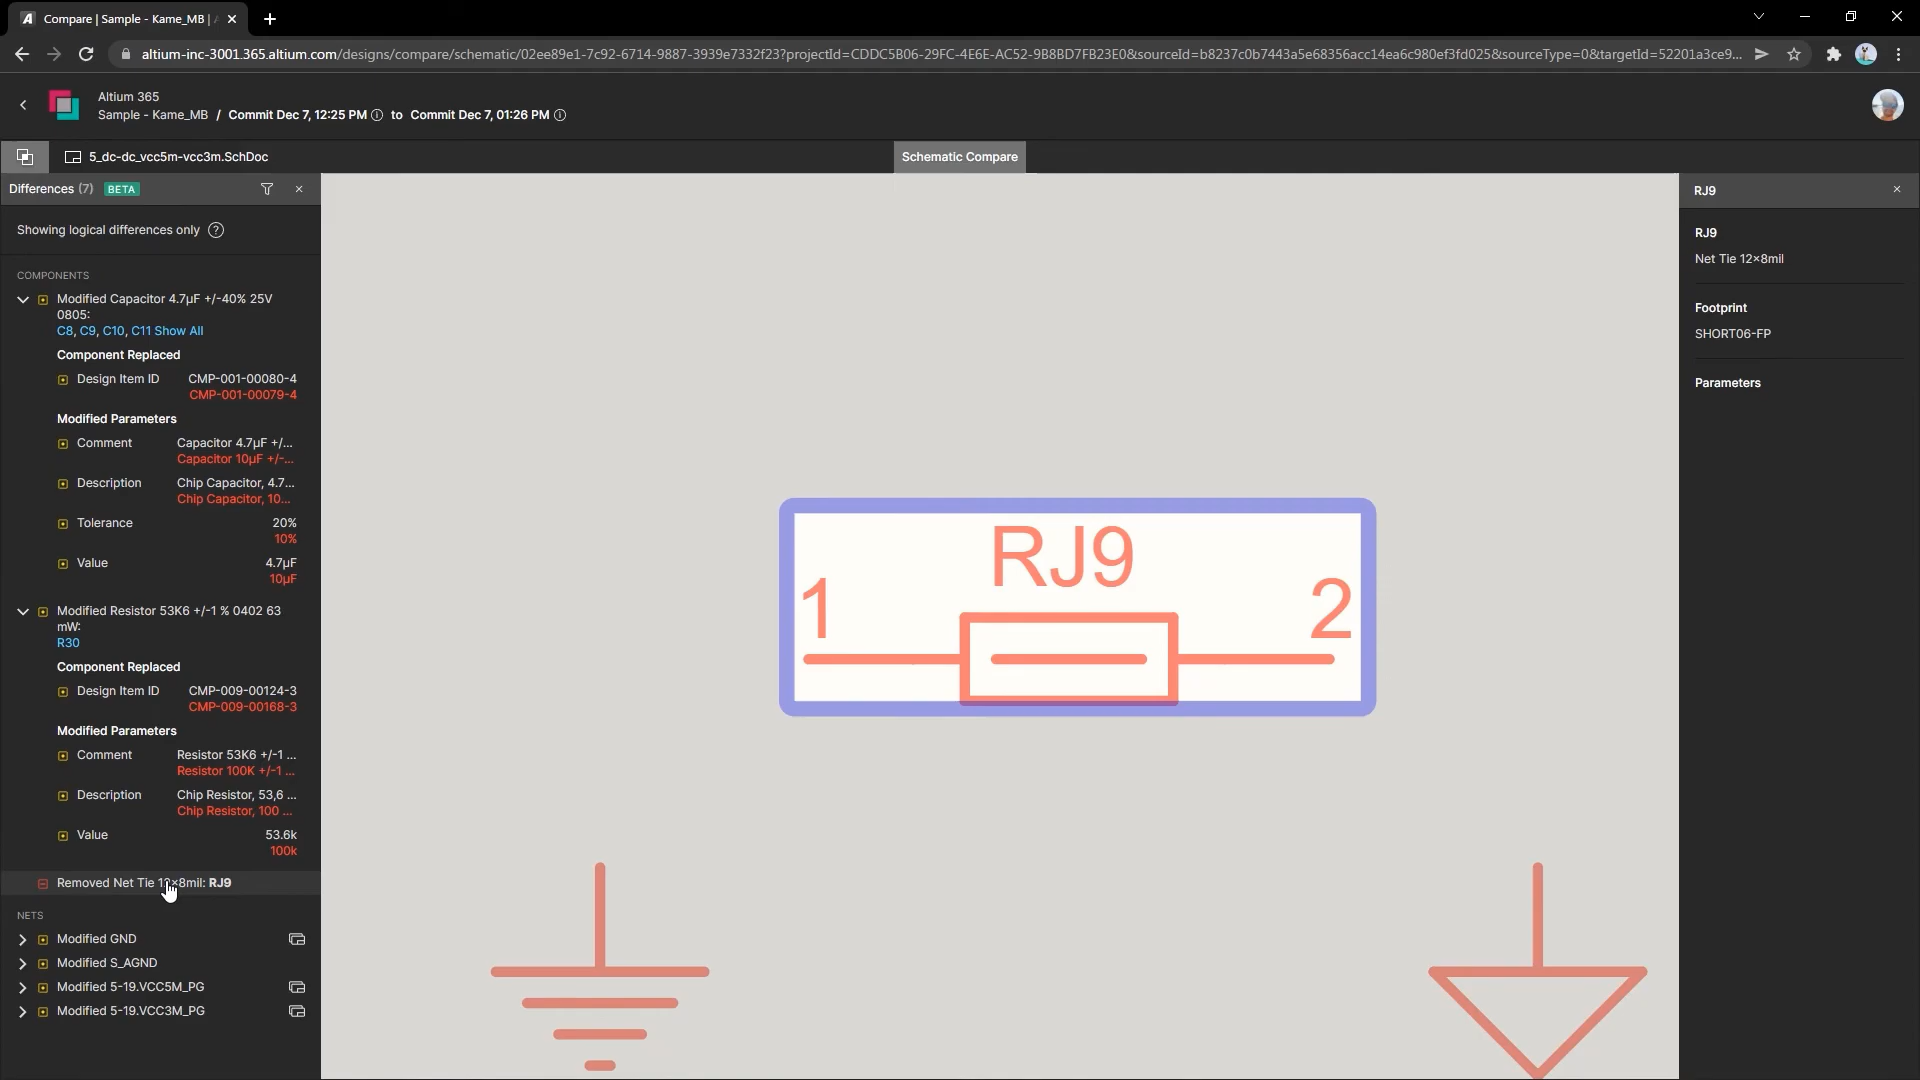 Compare | Sample - Kame_MB |
altium-inc-3001.365.altium.com/designs/compare/schematic/02ee89e1-7c92-6714-9887-3939e7332f23?projectId=CDDC5B06-29FC-4E6E-AC52-9B8BD7FB23E0&sourceId=b8237c0b7443a5e68356acc14ea6c980ef3fd025&sourceType=0&targetId=52201a3ce9...
Altium 365
Sample - Kame_MB / Commit Dec 7, 12:25 PM to Commit Dec 7, 01:26 PM
5_dc-dc_vcc5m-vcc3m.SchDoc
Schematic Compare
Differences (7) BETA
Showing logical differences only ?
COMPONENTS
Modified Capacitor 4.7µF +/-40% 25V
0805:
C8, C9, C10, C11 Show All
Component Replaced
Design Item ID CMP-001-00080-4
CMP-001-00079-4
Modified Parameters
Comment Capacitor 4.7µF +/...
Capacitor 10µF +/-...
Description Chip Capacitor, 4.7...
Chip Capacitor, 10...
Tolerance 20%
10%
Value 4.7µF
10µF
Modified Resistor 53K6 +/-1 % 0402 63
mW:
R30
Component Replaced
Design Item ID CMP-009-00124-3
CMP-009-00168-3
Modified Parameters
Comment Resistor 53K6 +/-1 ...
Resistor 100K +/-1 ...
Description Chip Resistor, 53,6 ...
Chip Resistor, 100 ...
Value 53.6k
100k
Removed Net Tie 12×8mil: RJ9
NETS
Modified GND
Modified S_AGND
Modified 5-19.VCC5M_PG
Modified 5-19.VCC3M_PG
RJ9
1
2
RJ9
RJ9
Net Tie 12×8mil
Footprint
SHORT06-FP
Parameters